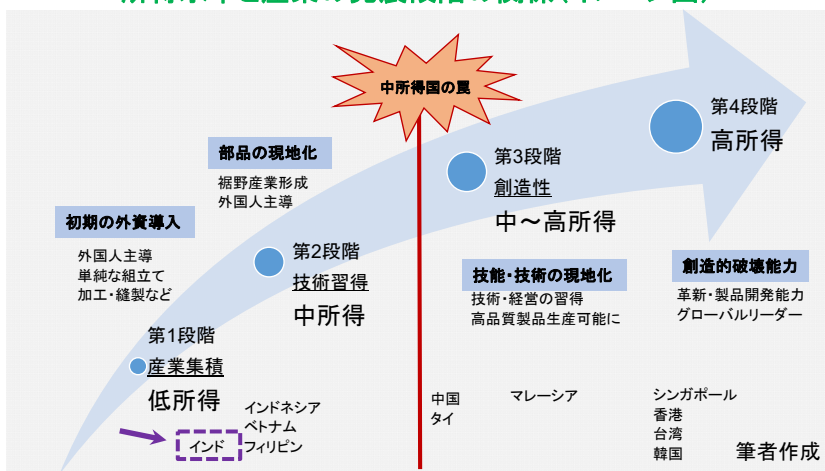 中所得国の罠
第4段階
高所得
部品の現地化
裾野産業形成
外国人主導
第3段階
創造性
中～高所得
初期の外資導入
外国人主導
単純な組立て
加工・縫製など
第2段階
技術習得
中所得
技能・技術の現地化
技術・経営の習得
高品質製品生産可能に
創造的破壊能力
革新・製品開発能力
グローバルリーダー
第1段階
産業集積
低所得
インド
インドネシア
ベトナム
フィリピン
中国
タイ
マレーシア
シンガポール
香港
台湾
韓国
筆者作成